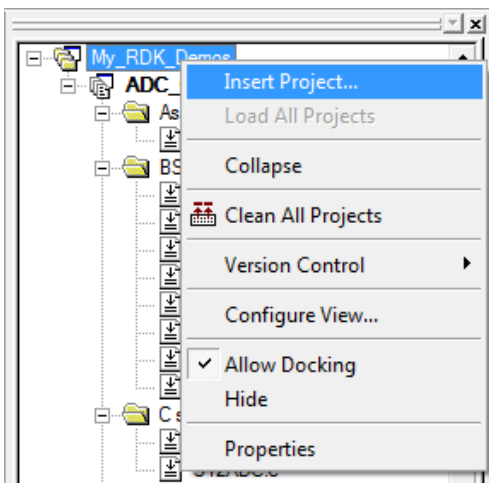 My_RDK_Demos
ADC_
Insert Project...
As
Load All Projects
BS
Collapse
Clean All Projects
Version Control
Configure View...
Allow Docking
Hide
C s
Properties
S12ADC.c